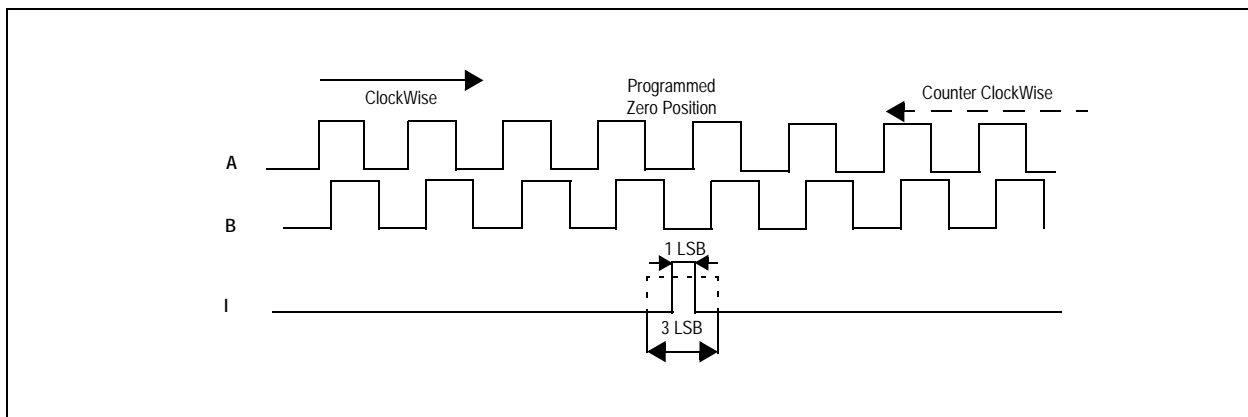 ClockWise
Programmed
Zero Position
Counter ClockWise
A
B
1 LSB
I
3 LSB